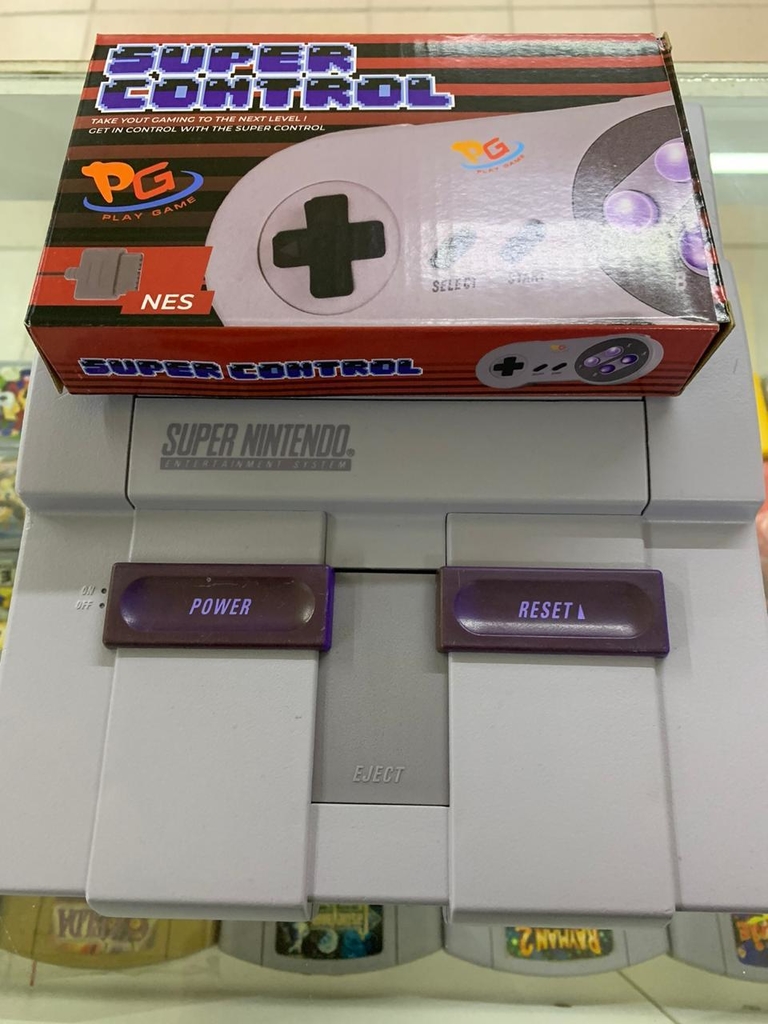 SUPER
CONTROL
TAKE YOUT GAMING TO THE NEXT LEVEL !
GET IN CONTROL WITH THE SUPER CONTROL
PG
PLAY GAME
PG
PLAY GAME
SELECT
START
NES
SUPER CONTROL
SUPER NINTENDO
ENTERTAINMENT SYSTEM
ON
OFF
POWER
RESET
EJECT
RAYMAN 2